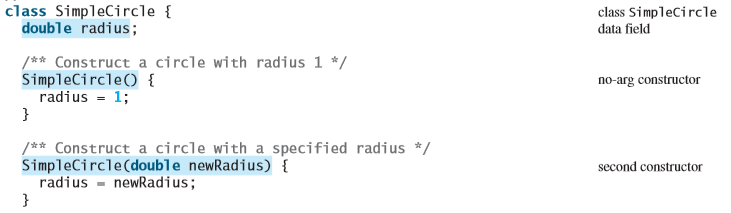 class SimpleCircle { class SimpleCircle
double radius; data field
/** Construct a circle with radius 1 */
SimpleCircle() { no-arg constructor
radius = 1;
}
/** Construct a circle with a specified radius */
SimpleCircle(double newRadius) { second constructor
radius = newRadius;
}